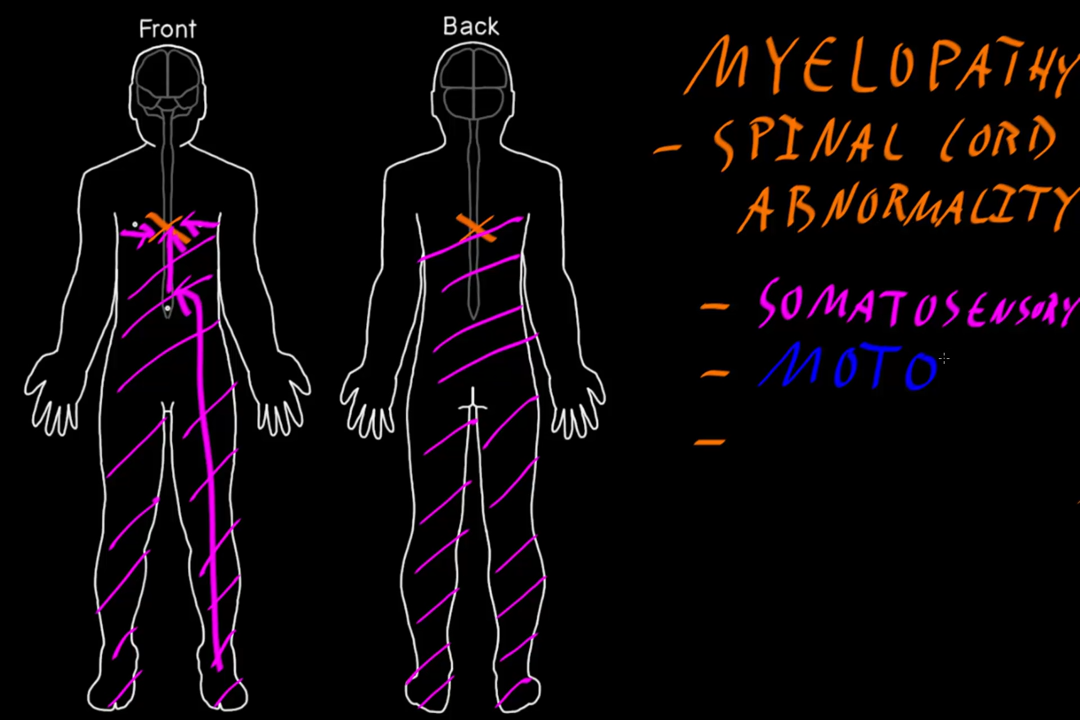 Front
Back
MYELOPATHY
- SPINAL CORD
ABNORMALITY
- SOMATOSENSORY
- MOTO
-